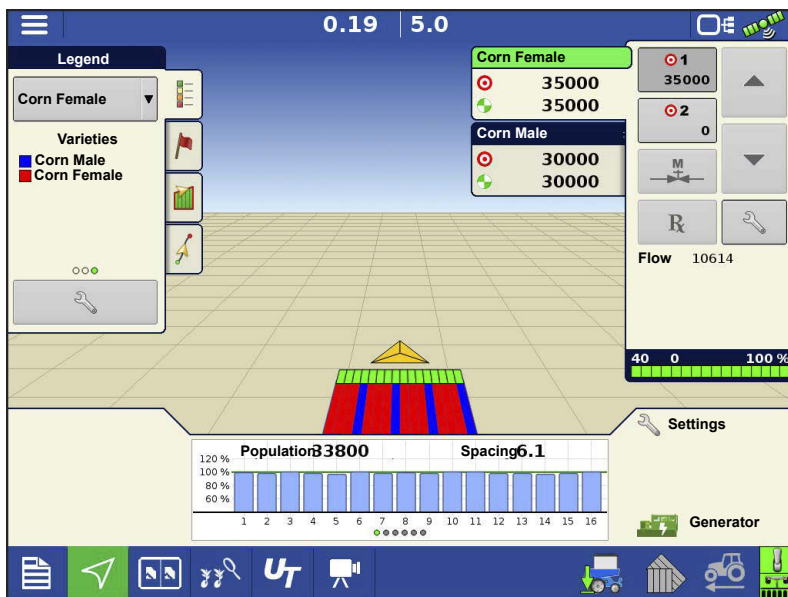 0.19 5.0
Legend
Corn Female
Varieties
Corn Male
Corn Female
Corn Female
35000
35000
Corn Male
30000
30000
1
35000
2
0
M
Rx
Flow 10614
40 0 100 %
Settings
Population 33800 Spacing 6.1
120 %
100 %
80 %
60 %
1 2 3 4 5 6 7 8 9 10 11 12 13 14 15 16
Generator
UT